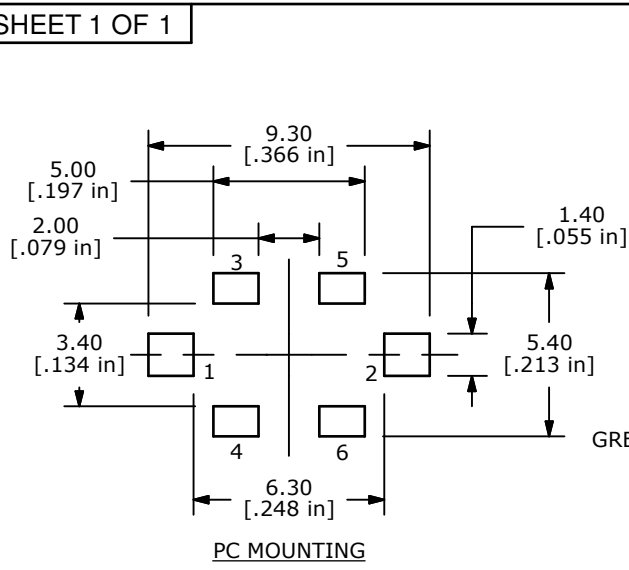 SHEET 1 OF 1
9.30
[.366 in]
5.00
[.197 in]
2.00
[.079 in]
1.40
[.055 in]
3
5
3.40
[.134 in]
5.40
[.213 in]
1
2
4
6
GRE
6.30
[.248 in]
PC MOUNTING